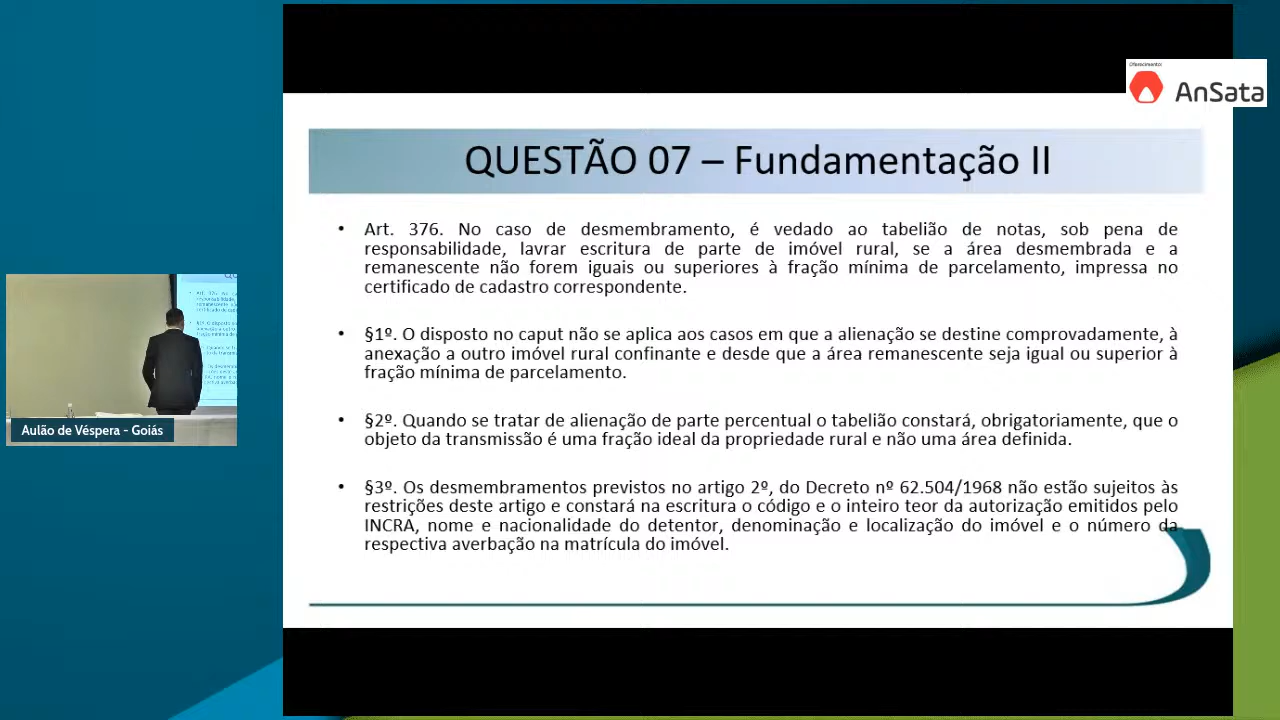 Oferecimento:
AnSata
QUESTÃO 07 – Fundamentação II
• Art. 376. No caso de desmembramento, é vedado ao tabelião de notas, sob pena de
responsabilidade, lavrar escritura de parte de imóvel rural, se a área desmembrada e a
remanescente não forem iguais ou superiores à fração mínima de parcelamento, impressa no
certificado de cadastro correspondente.
• §1º. O disposto no caput não se aplica aos casos em que a alienação se destine comprovadamente, à
anexação a outro imóvel rural confinante e desde que a área remanescente seja igual ou superior à
fração mínima de parcelamento.
• §2º. Quando se tratar de alienação de parte percentual o tabelião constará, obrigatoriamente, que o
objeto da transmissão é uma fração ideal da propriedade rural e não uma área definida.
• §3º. Os desmembramentos previstos no artigo 2º, do Decreto nº 62.504/1968 não estão sujeitos às
restrições deste artigo e constará na escritura o código e o inteiro teor da autorização emitidos pelo
INCRA, nome e nacionalidade do detentor, denominação e localização do imóvel e o número da
respectiva averbação na matrícula do imóvel.
Aulão de Véspera - Goiás